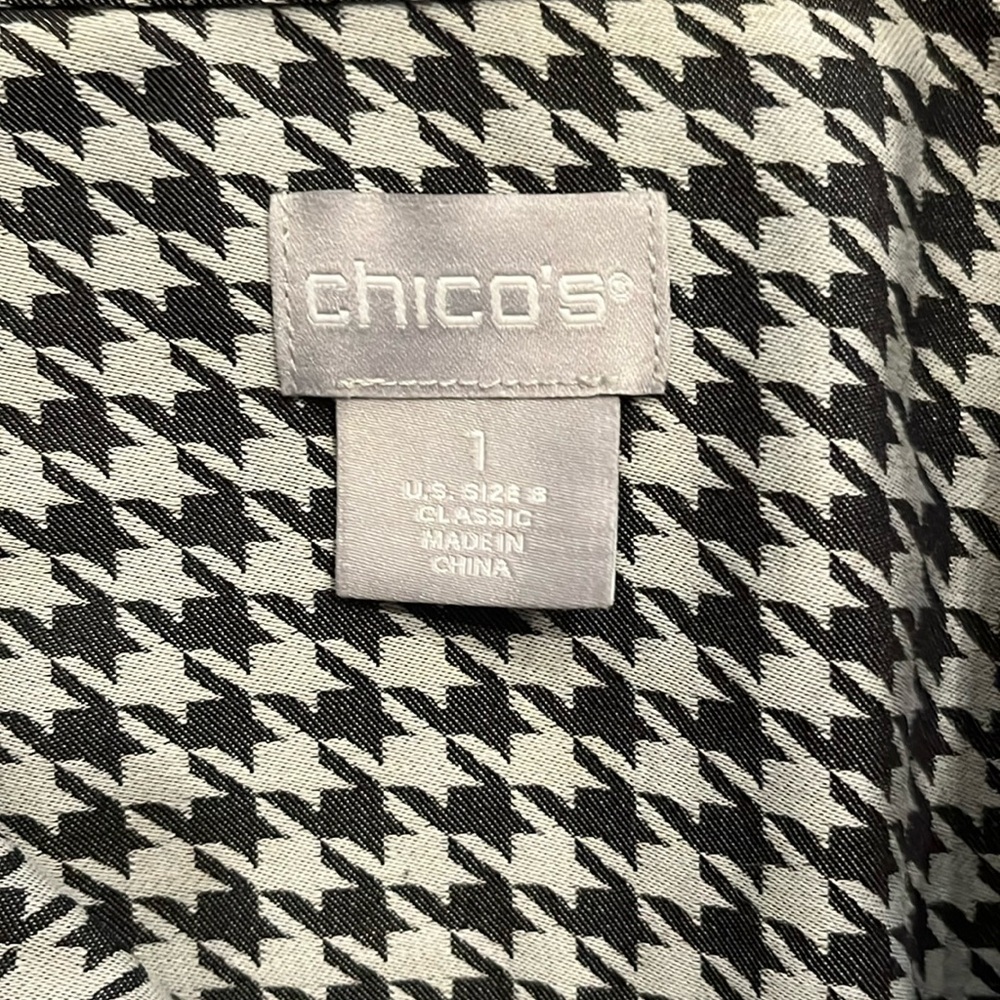 chico's®
1
U.S. SIZE 8
CLASSIC
MADE IN
CHINA